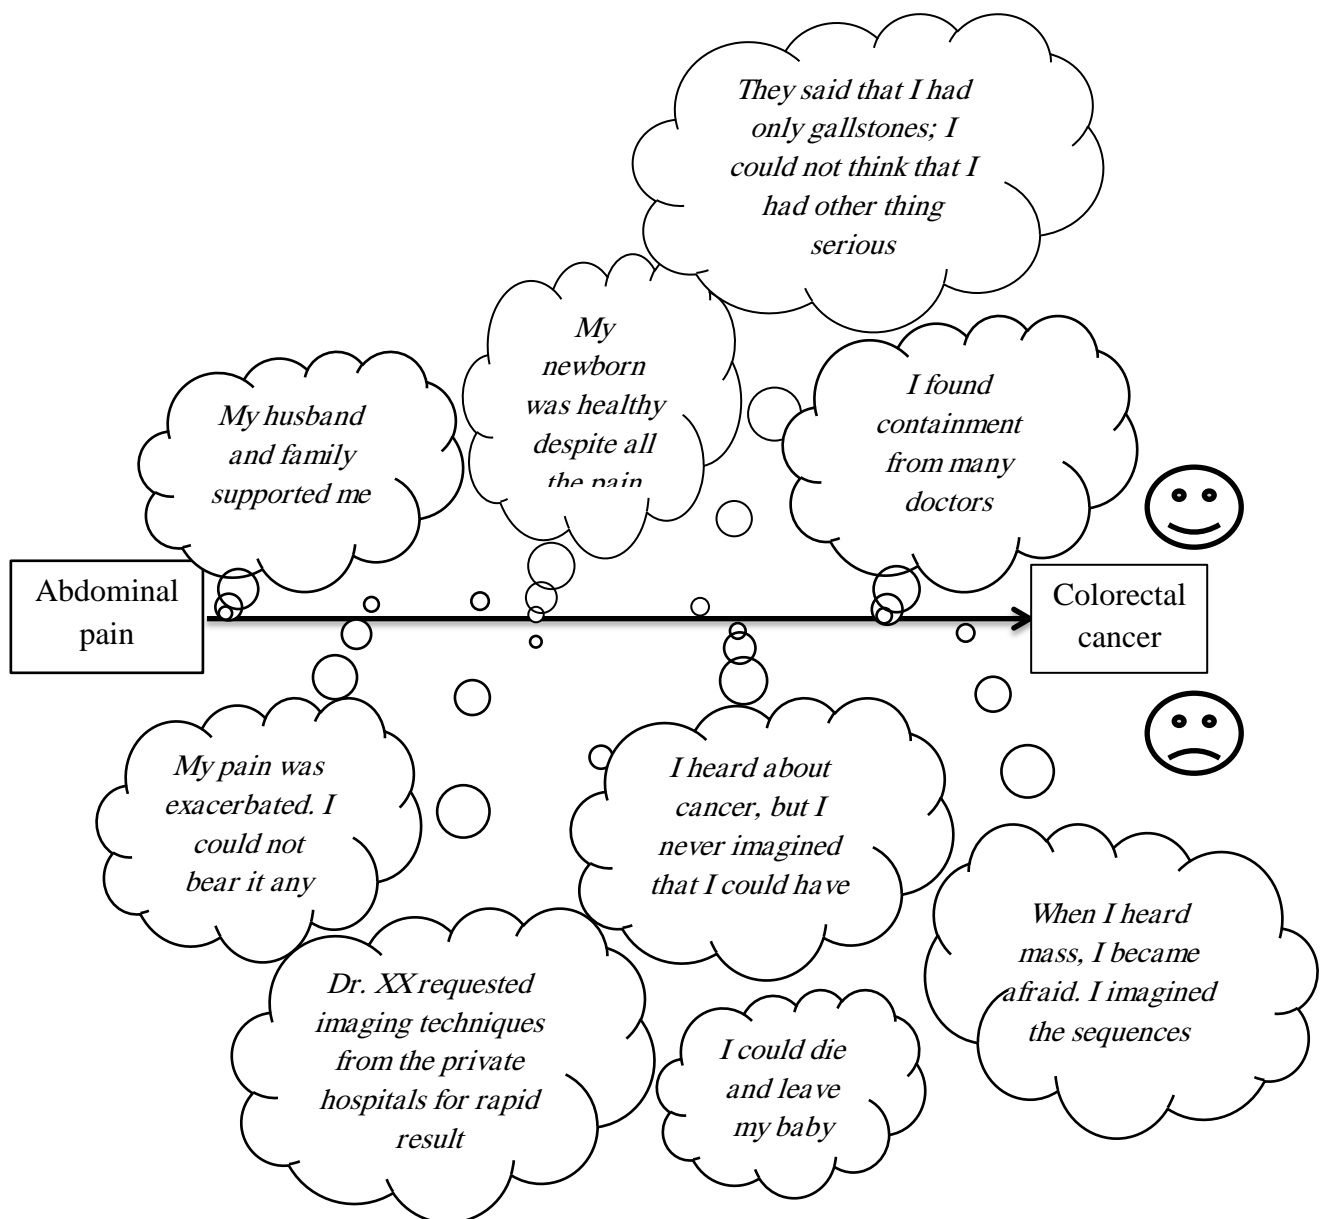 They said that I had
only gallstones; I
could not think that I
had other thing
serious
My
newborn
was healthy
despite all
the pain
My husband
and family
supported me
I found
containment
from many
doctors
Abdominal
pain
Colorectal
cancer
My pain was
exacerbated. I
could not
bear it any
I heard about
cancer, but I
never imagined
that I could have
When I heard
mass, I became
afraid. I imagined
the sequences
Dr. XX requested
imaging techniques
from the private
hospitals for rapid
result
I could die
and leave
my baby